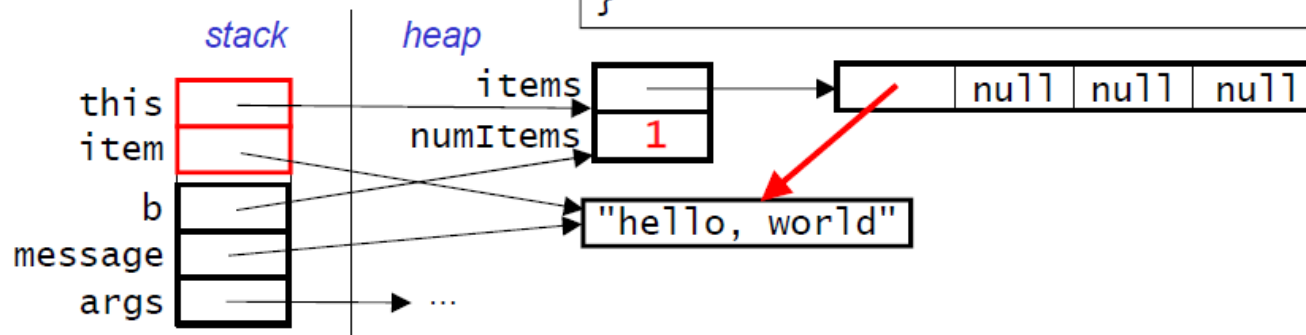 }
stack heap
items null null null
this
numItems 1
item
b
"hello, world"
message
args ...